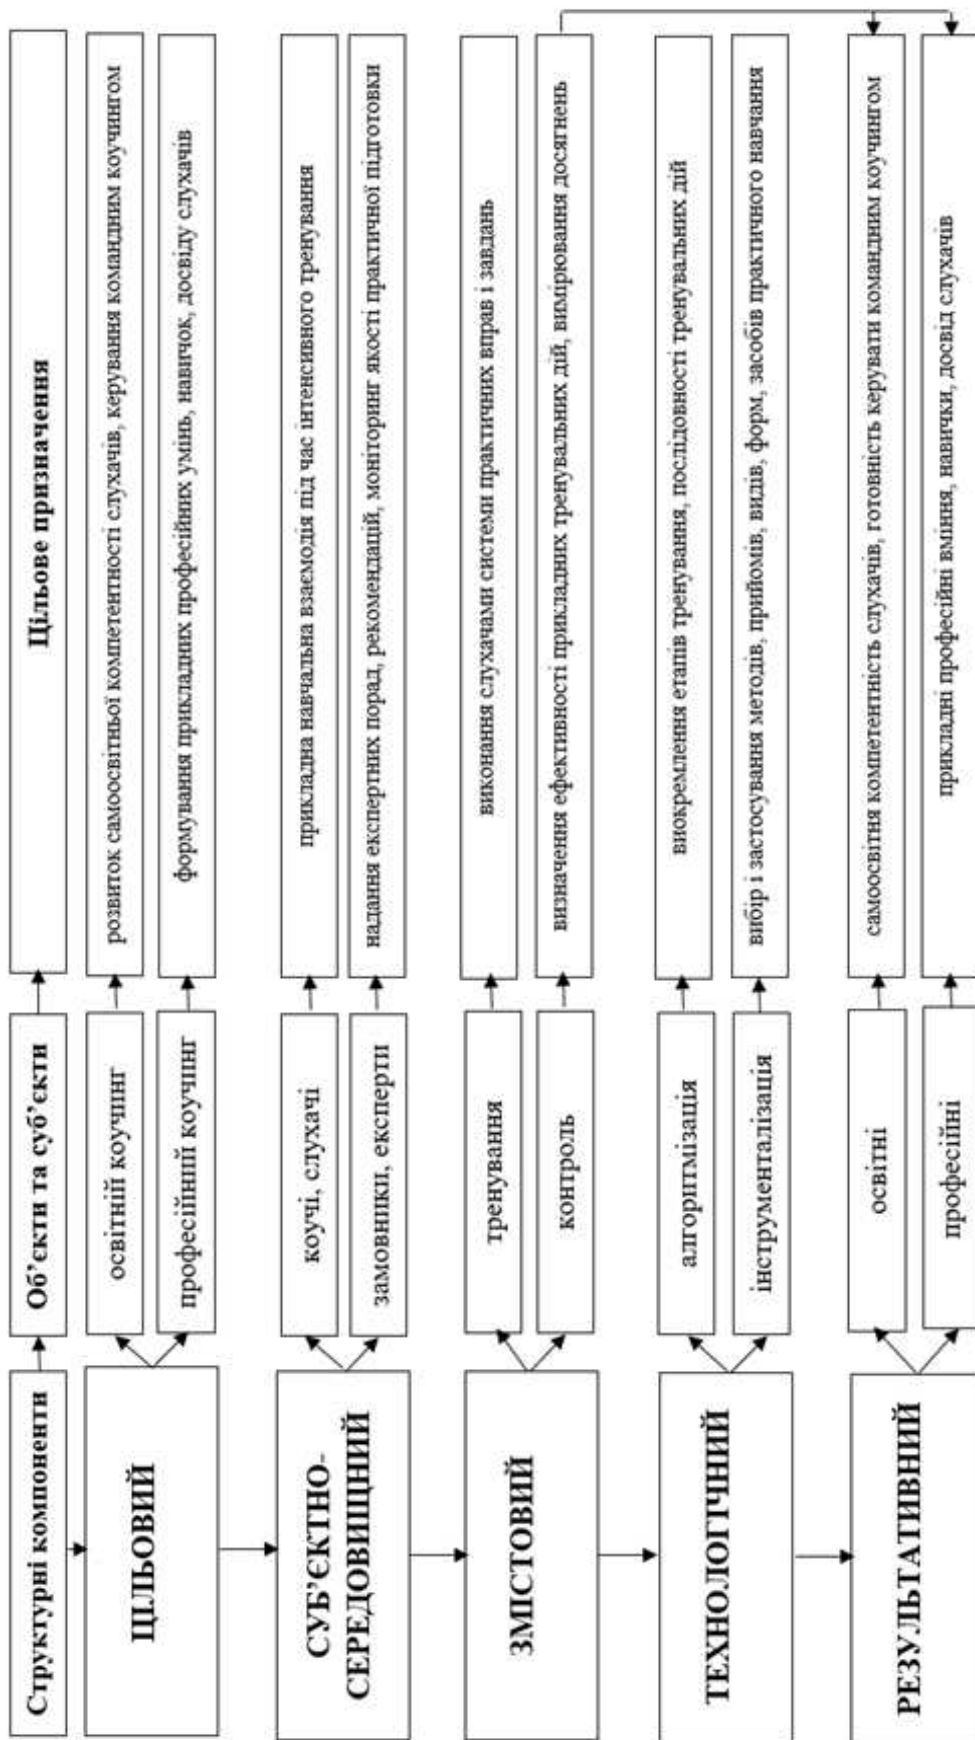 Структурні компоненти
Об’єкти та суб’єкти
Цільове призначення
ЦІЛЬОВИЙ
освітній коучинг
розвиток самоосвітньої компетентності слухачів, керування командним коучингом
професійний коучинг
формування прикладних професійних умінь, навичок, досвіду слухачів
СУБ’ЄКТНО-
СЕРЕДОВИЩНИЙ
коучі, слухачі
прикладна навчальна взаємодія під час інтенсивного тренування
замовники, експерти
надання експертних порад, рекомендацій, моніторинг якості практичної підготовки
ЗМІСТОВИЙ
тренування
виконання слухачами системи практичних вправ і завдань
контроль
визначення ефективності прикладних тренувальних дій, вимірювання досягнень
ТЕХНОЛОГІЧНИЙ
алгоритмізація
виокремлення етапів тренування, послідовності тренувальних дій
інструменталізація
вибір і застосування методів, прийомів, видів, форм, засобів практичного навчання
РЕЗУЛЬТАТИВНИЙ
освітні
самоосвітня компетентність слухачів, готовність керувати командним коучингом
професійні
прикладні професійні вміння, навички, досвід слухачів